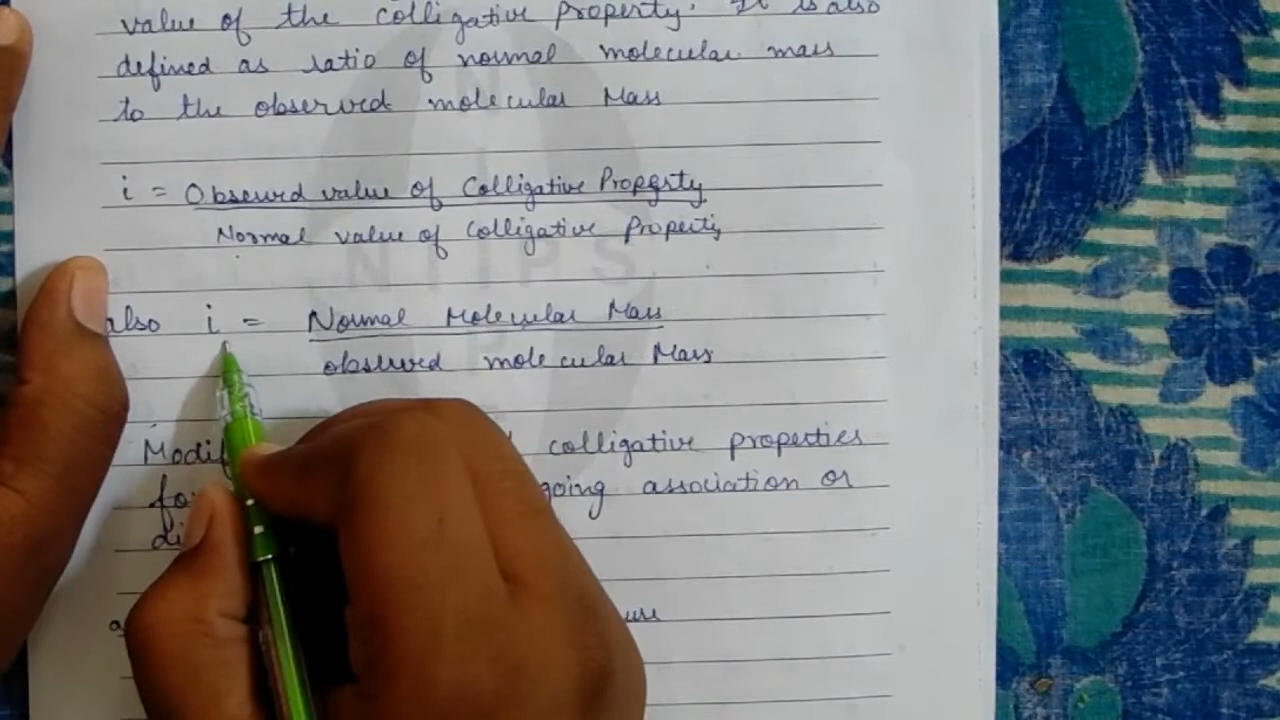 value of the colligative property. It is also
defined as ratio of normal molecular mass
to the observed molecular Mass
i = Observed value of Colligative Property
Normal value of Colligative Property
NIIPS
also i = Normal Molecular Mass
observed molecular Mass
colligative properties
going association or